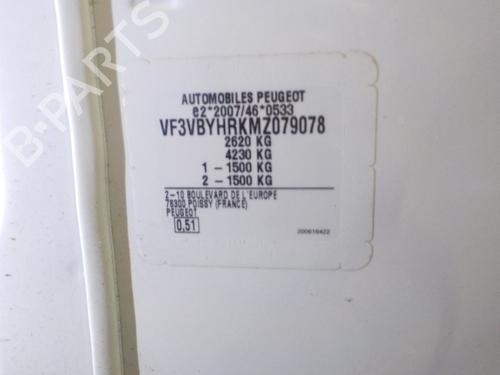 AUTOMOBILES PEUGEOT
e2*2007/46*0533
VF3VBYHRKMZ079078
2620 KG
4230 KG
1 - 1500 KG
2 - 1500 KG
2-10 BOULEVARD DE L'EUROPE
78300 POISSY (FRANCE)
PEUGEOT
0,51
200616422
B-PARTS